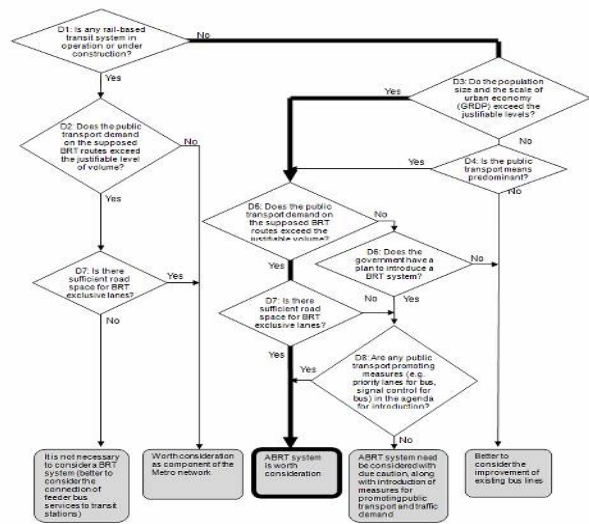 D1: Is any rail-based
transit system in
operation or under
construction?
No
Yes
D3: Do the population
size and the scale of
urban economy
(GRDP) exceed the
justifiable levels?
Yes
No
D2: Does the public
transport demand
on the supposed
BRT routes exceed
the justifiable level
of volume?
No
Yes
D4: Is the public
transport means
predominant?
Yes
No
D5: Does the public
transport demand on
the supposed BRT
routes exceed the
justifiable volume?
No
Yes
D6: Does the
government have a
plan to introduce a
BRT system?
No
Yes
D7: Is there
sufficient road
space for BRT
exclusive lanes?
Yes
No
D7: Is there
sufficient road
space for BRT
exclusive lanes?
No
Yes
D8: Are any public
transport promoting
measures (e.g.
priority lanes for bus,
signal control for
bus) in the agenda
for introduction?
Yes
No
It is not necessary
to consider a BRT
system (better to
consider the
connection of
feeder bus
services to transit
stations)
Worth consideration
as component of the
Metro network
A BRT system
is worth
consideration
A BRT system need
be considered with
due caution, along
with introduction of
measures for
promoting public
transport and traffic
demand
Better to
consider the
improvement of
existing bus lines